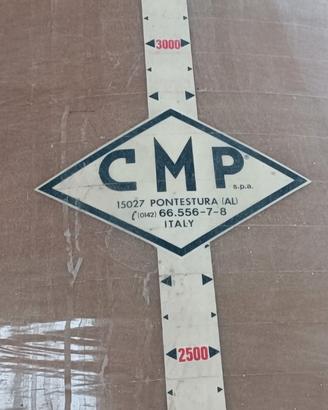 3000
CMP s.p.a.
15027 PONTESTURA (AL)
(0142) 66.556-7-8
ITALY
2500